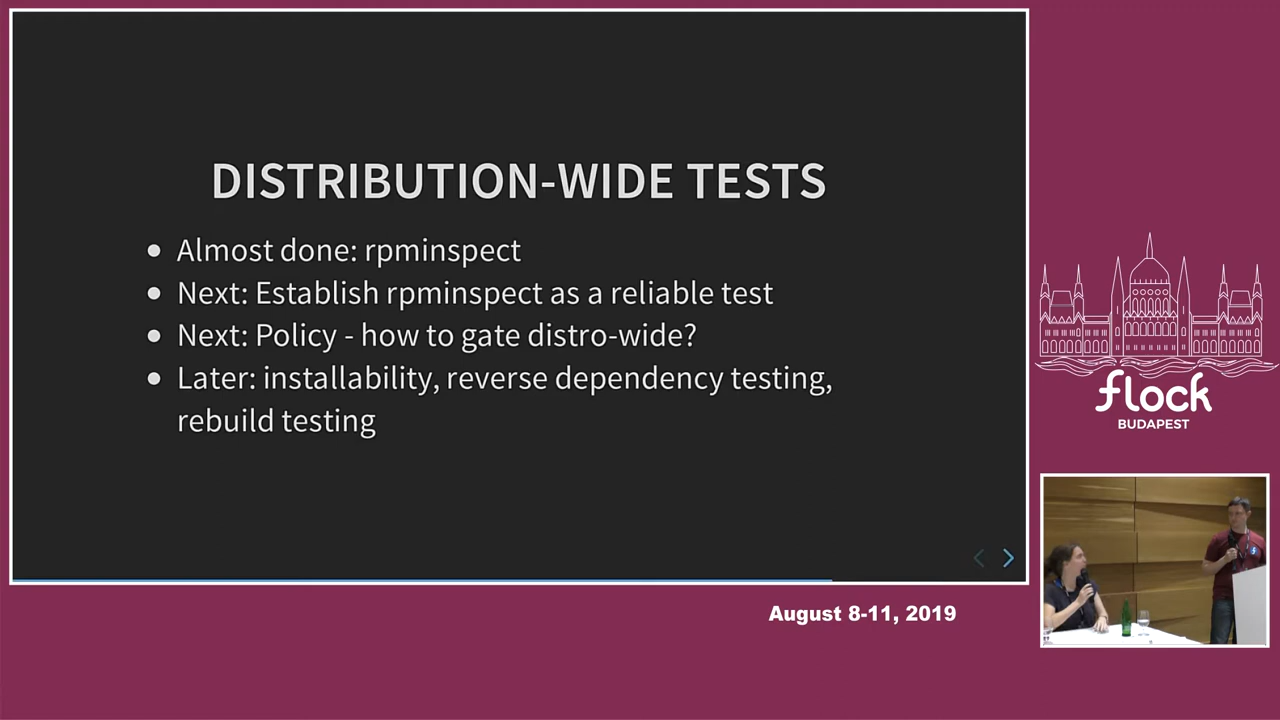 DISTRIBUTION-WIDE TESTS
Almost done: rpminspect
Next: Establish rpminspect as a reliable test
Next: Policy - how to gate distro-wide?
Later: installability, reverse dependency testing,
rebuild testing
flock
BUDAPEST
August 8-11, 2019